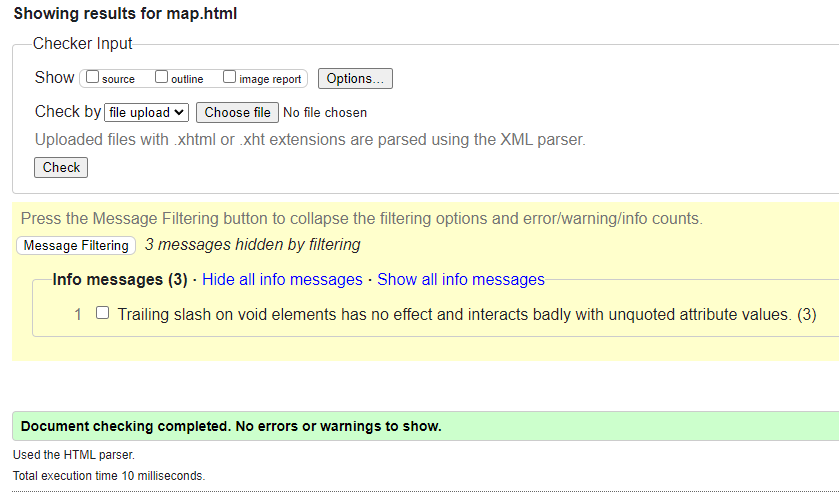 Showing results for map.html
Checker Input
Show source outline image report Options...
Check by file upload Choose file No file chosen
Uploaded files with .xhtml or .xht extensions are parsed using the XML parser.
Check
Press the Message Filtering button to collapse the filtering options and error/warning/info counts.
Message Filtering 3 messages hidden by filtering
Info messages (3) · Hide all info messages · Show all info messages
1 Trailing slash on void elements has no effect and interacts badly with unquoted attribute values. (3)
Document checking completed. No errors or warnings to show.
Used the HTML parser.
Total execution time 10 milliseconds.